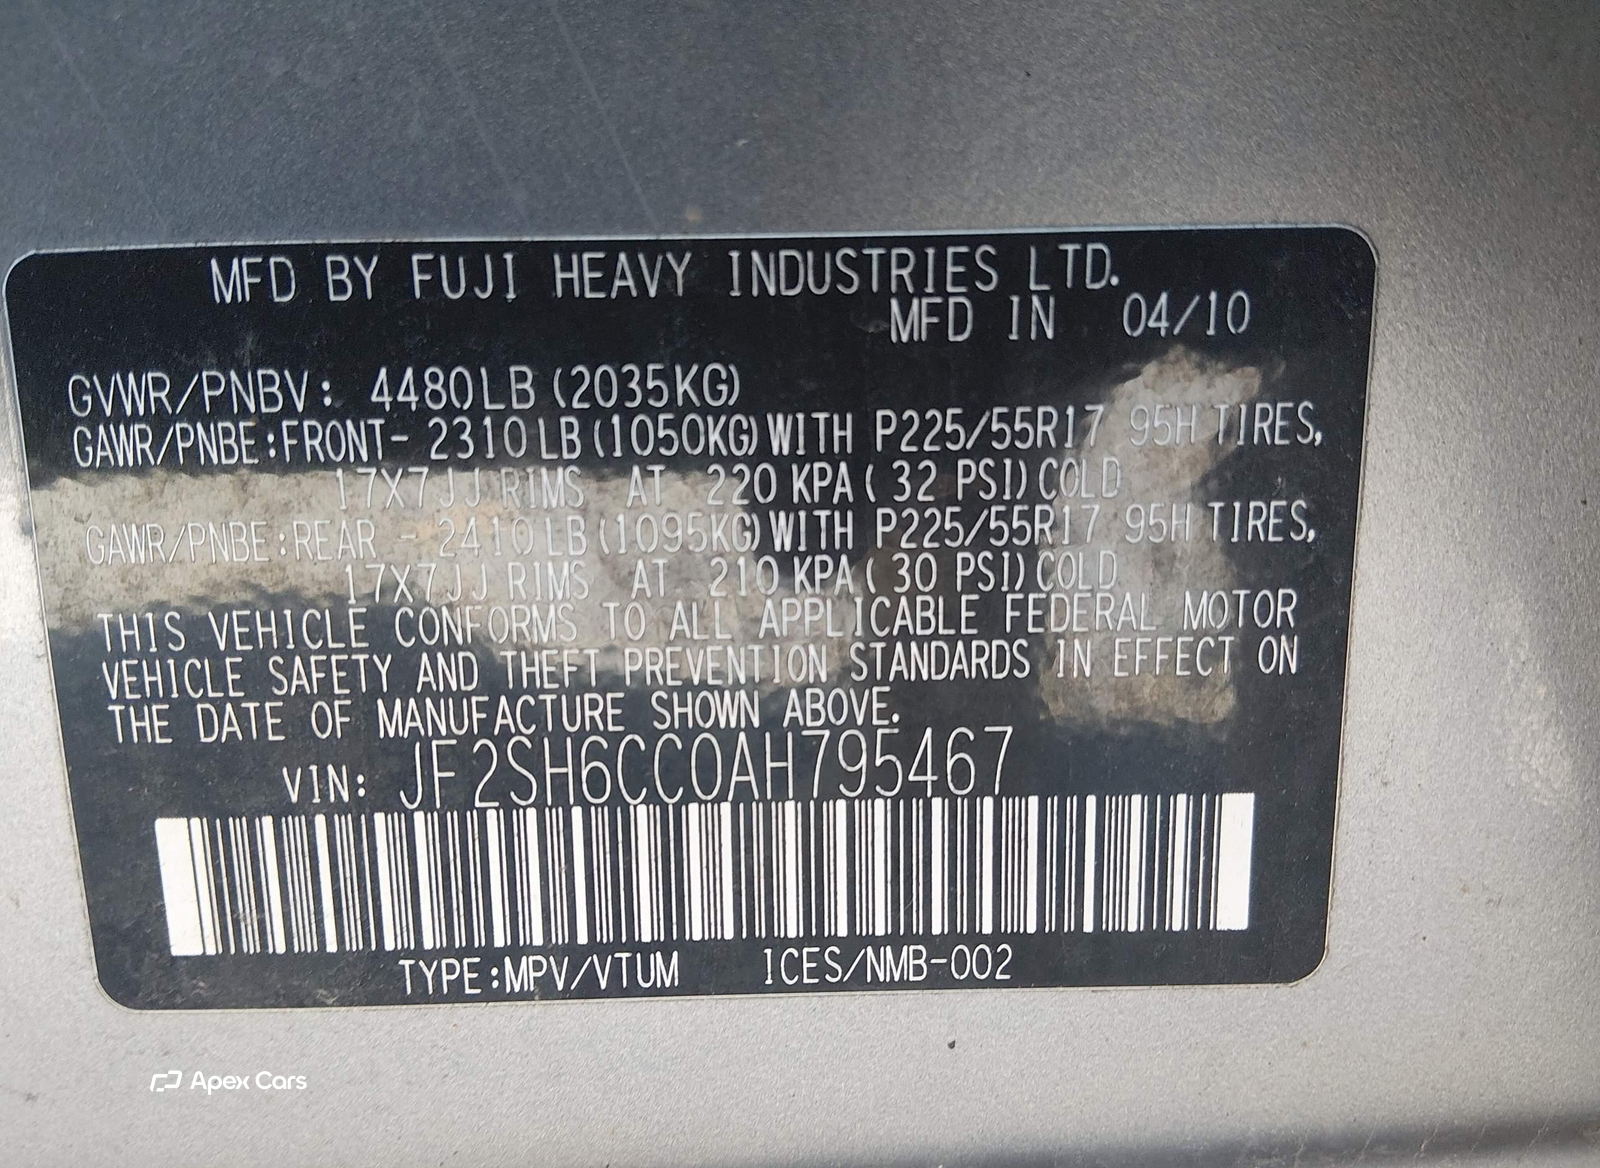 MFD BY FUJI HEAVY INDUSTRIES LTD.
MFD IN 04/10
GVWR/PNBV: 4480LB (2035KG)
GAWR/PNBE:FRONT- 2310LB(1050KG)WITH P225/55R17 95H TIRES,
17X7JJ RIMS AT 220 KPA( 32 PSI)COLD
GAWR/PNBE:REAR - 2410LB(1095KG)WITH P225/55R17 95H TIRES,
17X7JJ RIMS AT 210 KPA( 30 PSI)COLD
THIS VEHICLE CONFORMS TO ALL APPLICABLE FEDERAL MOTOR
VEHICLE SAFETY AND THEFT PREVENTION STANDARDS IN EFFECT ON
THE DATE OF MANUFACTURE SHOWN ABOVE.
VIN: JF2SH6CC0AH795467
TYPE:MPV/VTUM ICES/NMB-002
Apex Cars